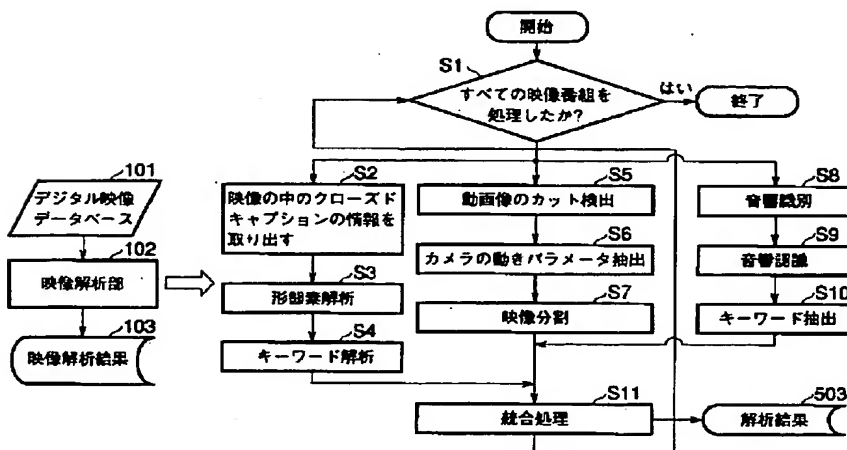 開始
S1
すべての映像番組を
処理したか?
はい
終了
101
デジタル映像
データベース
102
映像解析部
103
映像解析結果
S2
映像の中のクローズド
キャプションの情報を
取り出す
S3
形態素解析
S4
キーワード解析
S5
動画像のカット検出
S6
カメラの動きパラメータ抽出
S7
映像分割
S8
音響識別
S9
音響認識
S10
キーワード抽出
S11
統合処理
503
解析結果